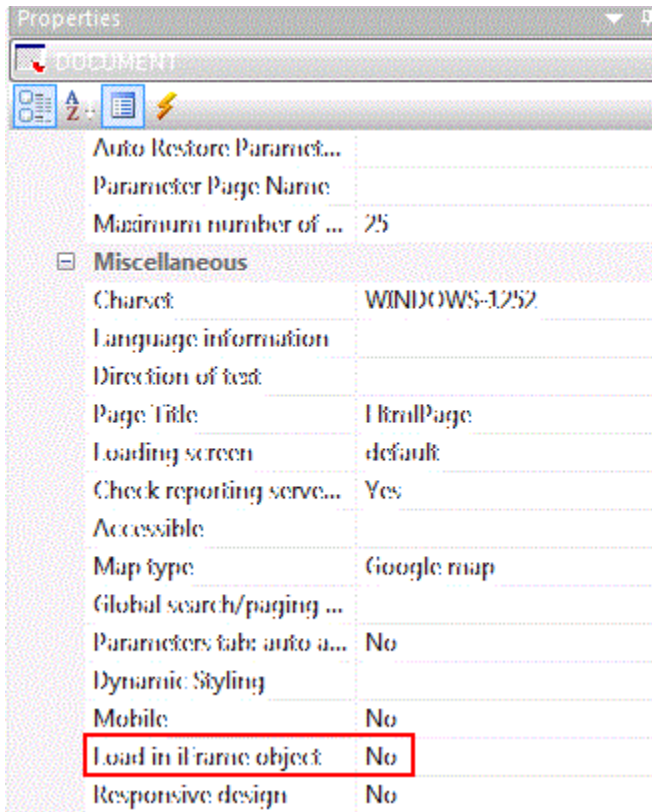 Properties
DOCUMENT
Auto Restore Paramet...
Parameter Page Name
Maximum number of ... 25
Miscellaneous
Charset WINDOWS-1252
Language information
Direction of text
Page Title HtmlPage
Loading screen default
Check reporting serve... Yes
Accessible
Map type Google map
Global search/paging ...
Parameters tab: auto a... No
Dynamic Styling
Mobile No
Load in iFrame object No
Responsive design No